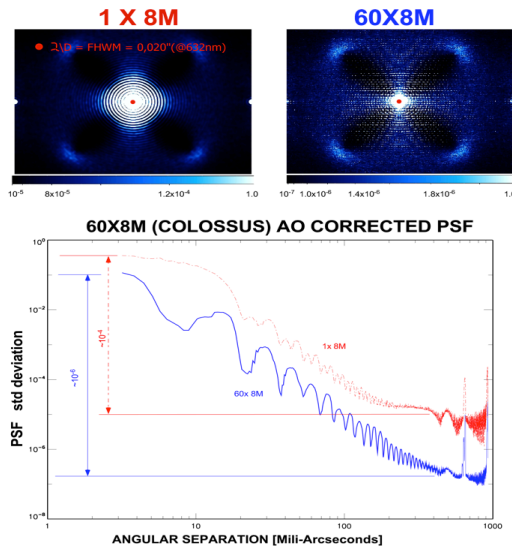 1 X 8M
60X8M
λ\D = FHWM = 0,020"(@632nm)
10⁻⁵ 8x10⁻⁵ 1.2x10⁻⁴ 1.0
10⁻⁷ 1.0x10⁻⁶ 1.4x10⁻⁶ 1.8x10⁻⁶ 1.0
60X8M (COLOSSUS) AO CORRECTED PSF
PSF std deviation
10⁰
10⁻²
10⁻⁴
10⁻⁶
10⁻⁸
~10⁻⁴
~10⁻⁶
1x 8M
60x 8M
1 10 100 1000
ANGULAR SEPARATION [Mili-Arcseconds]